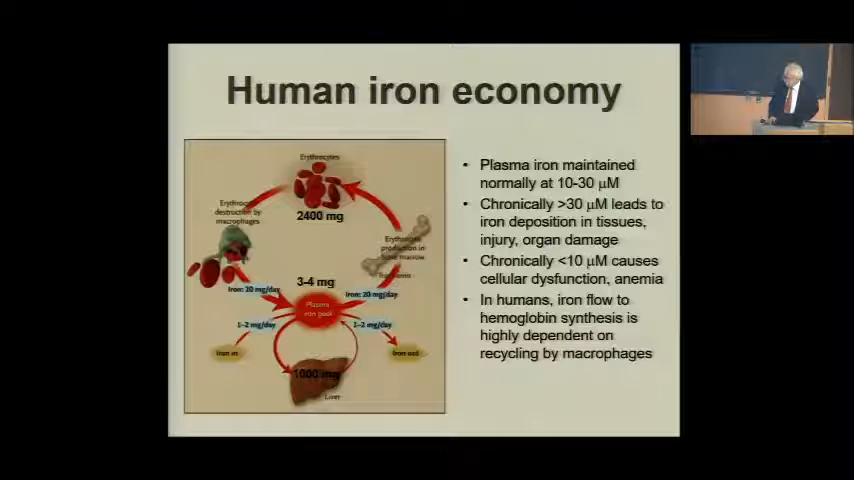 Human iron economy
Erythrocytes
2400 mg
Erythrocyte
destruction by
macrophages
Erythrocyte
production in
bone marrow
Iron: 20 mg/day
3-4 mg
Iron: 20 mg/day
Plasma
iron pool
1–2 mg/day
1–2 mg/day
Iron in
Iron out
1000 mg
Liver
• Plasma iron maintained
normally at 10-30 μM
• Chronically >30 μM leads to
iron deposition in tissues,
injury, organ damage
• Chronically <10 μM causes
cellular dysfunction, anemia
• In humans, iron flow to
hemoglobin synthesis is
highly dependent on
recycling by macrophages